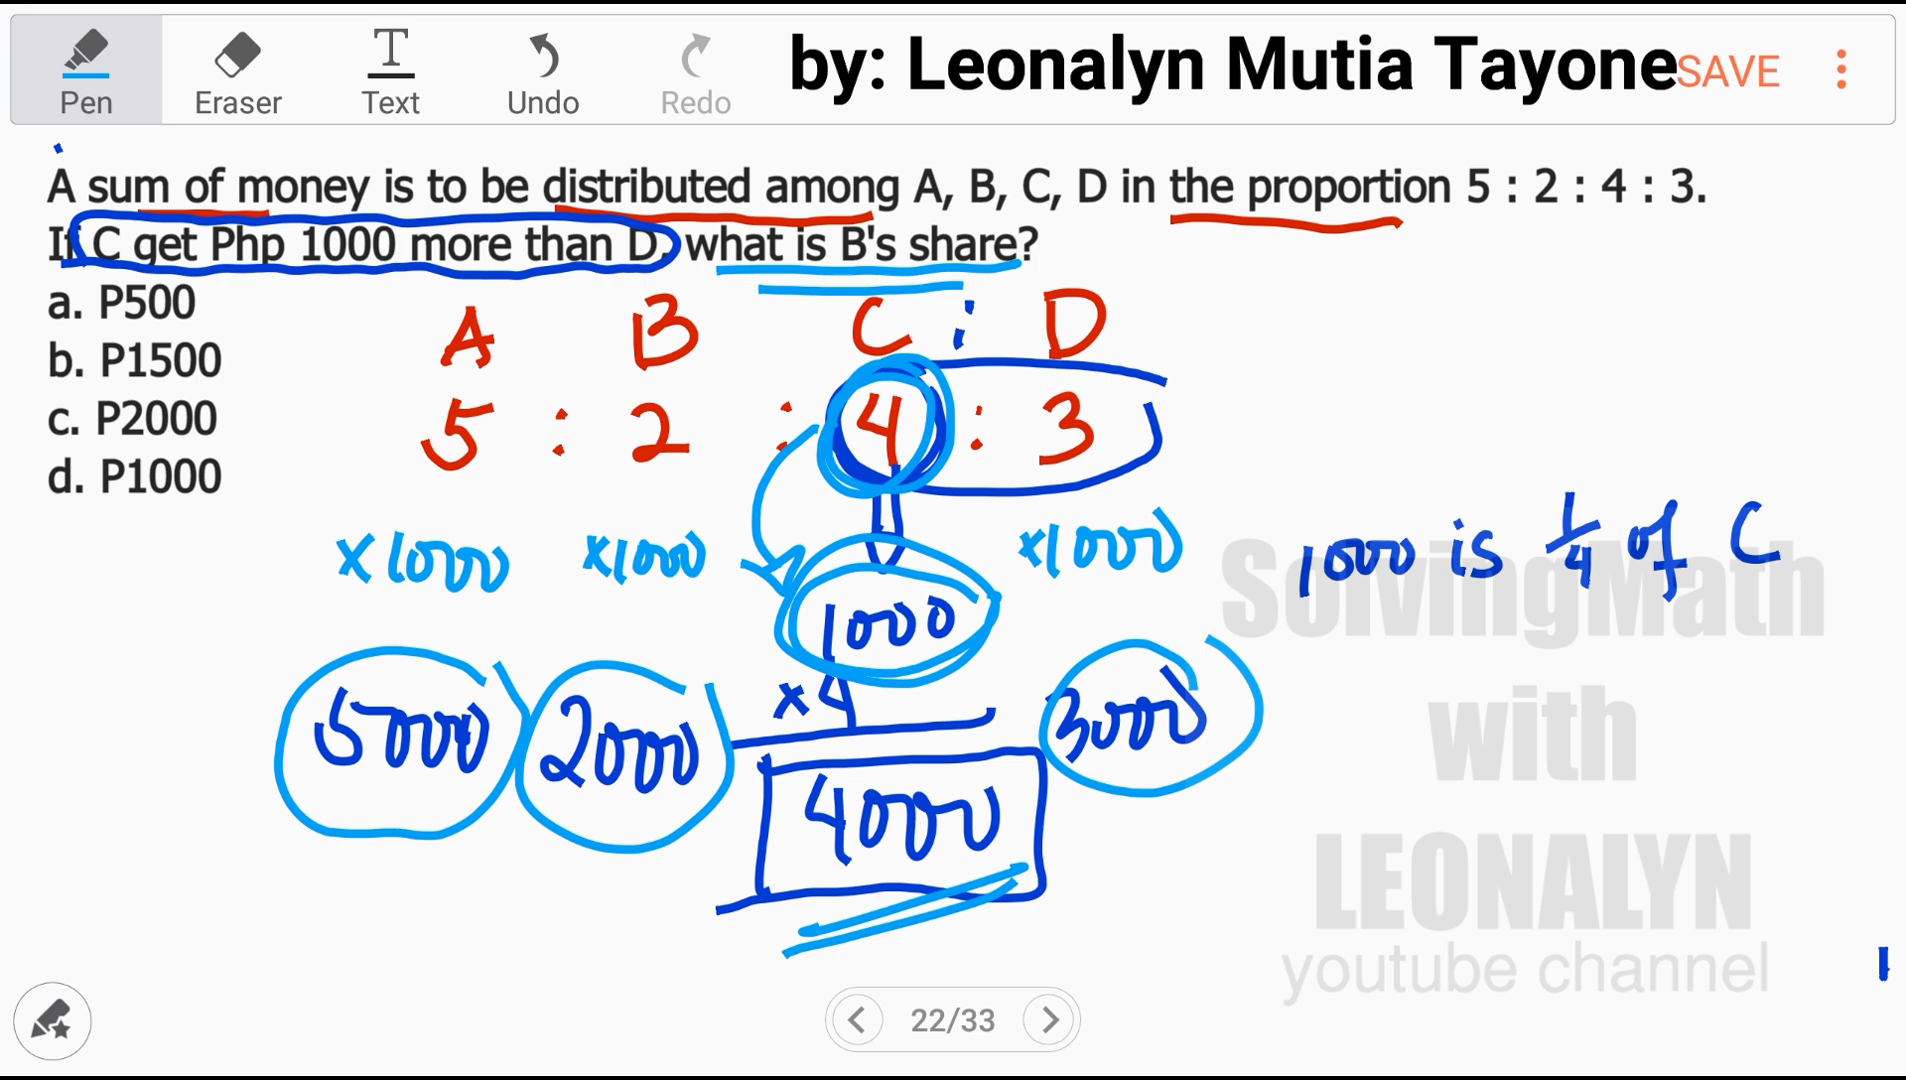 by: Leonalyn Mutia Tayone
SAVE
Pen Eraser Text Undo Redo
A sum of money is to be distributed among A, B, C, D in the proportion 5 : 2 : 4 : 3.
If C get Php 1000 more than D, what is B's share?
a. P500
b. P1500
c. P2000
d. P1000
A B C : D
5 : 2 : 4 : 3
x1000 x1000 x1000
1000 is 1/4 of C
1000
x4
5000 2000 3000
4000
SolvingMath
with
LEONALYN
youtube channel
22/33